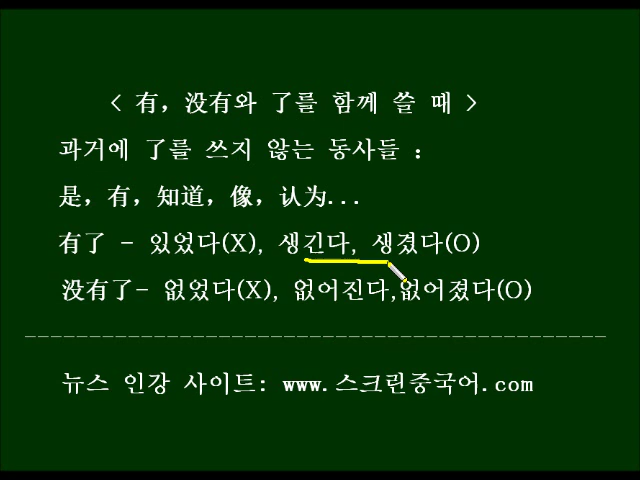 < 有，没有와 了를 함께 쓸 때 >
과거에 了를 쓰지 않는 동사들 :
是，有，知道，像，认为...
有了 - 있었다(X), 생긴다, 생겼다(O)
没有了- 없었다(X), 없어진다,없어졌다(O)
뉴스 인강 사이트: www.스크린중국어.com